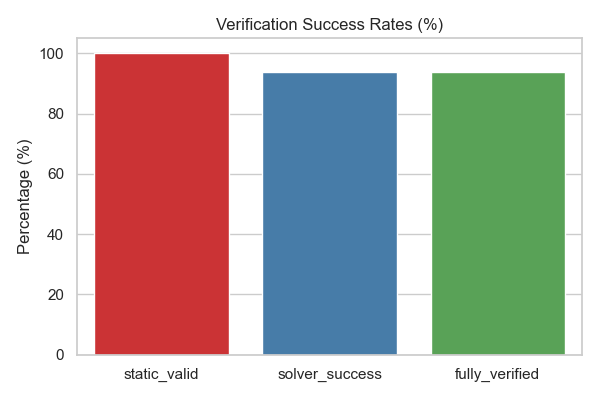 Verification Success Rates (%)
Percentage (%)
100
80
60
40
20
0
static_valid
solver_success
fully_verified